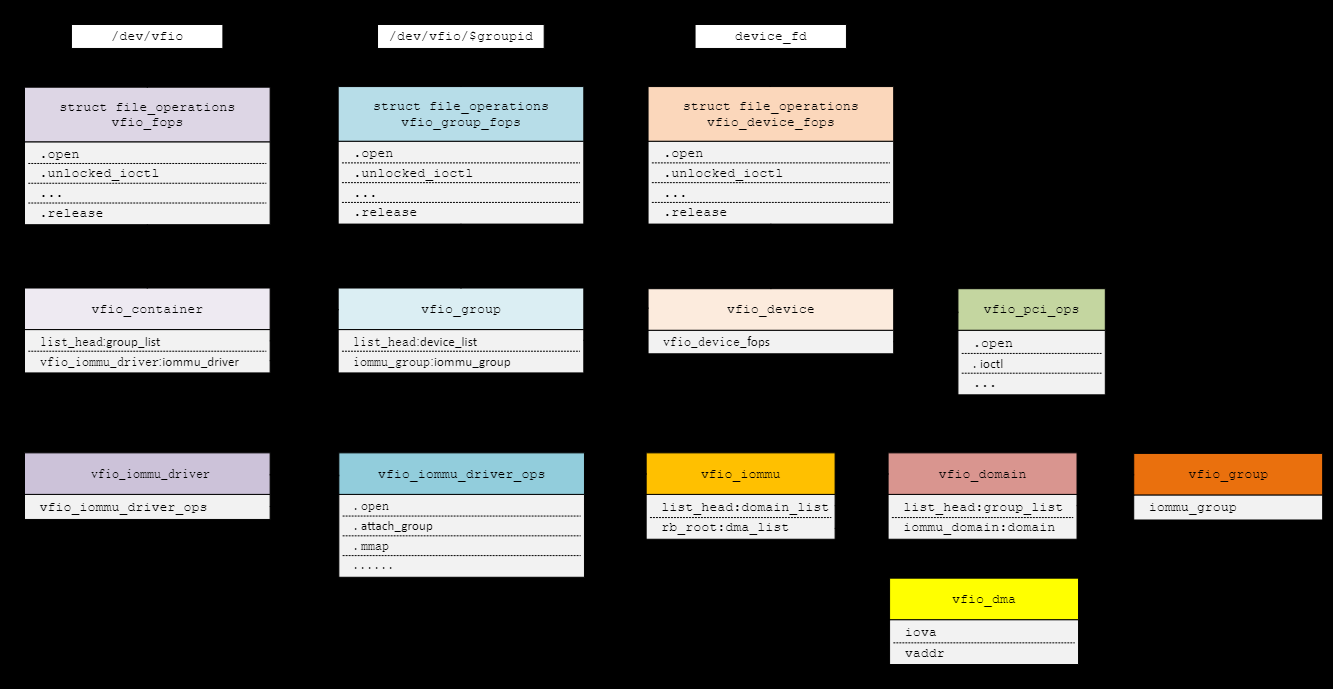 /dev/vfio
/dev/vfio/$groupid
device_fd
struct file_operations
vfio_fops
.open
.unlocked_ioctl
...
.release
struct file_operations
vfio_group_fops
.open
.unlocked_ioctl
...
.release
struct file_operations
vfio_device_fops
.open
.unlocked_ioctl
...
.release
vfio_container
list_head:group_list
vfio_iommu_driver:iommu_driver
vfio_group
list_head:device_list
iommu_group:iommu_group
vfio_device
vfio_device_fops
vfio_pci_ops
.open
.ioctl
...
vfio_iommu_driver
vfio_iommu_driver_ops
vfio_iommu_driver_ops
.open
.attach_group
.mmap
......
vfio_iommu
list_head:domain_list
rb_root:dma_list
vfio_domain
list_head:group_list
iommu_domain:domain
vfio_group
iommu_group
vfio_dma
iova
vaddr